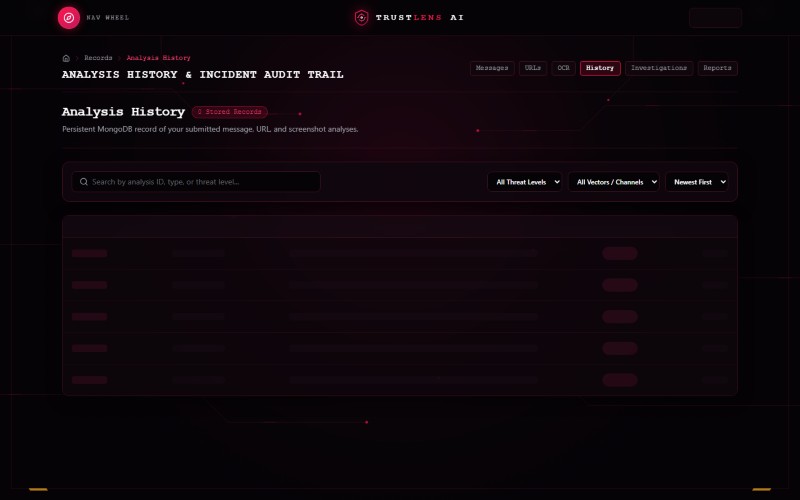 NAV WHEEL
TRUSTLENS AI
Records
Analysis History
ANALYSIS HISTORY & INCIDENT AUDIT TRAIL
Messages
URLs
OCR
History
Investigations
Reports
Analysis History
Stored Records
Persistent MongoDB record of your submitted message, URL, and screenshot analyses.
Search by analysis ID, type, or threat level...
All Threat Levels
All Vectors / Channels
Newest First